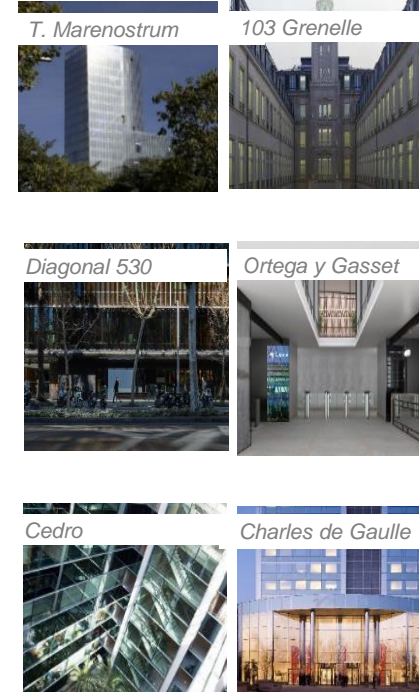 T. Marenostrum
103 Grenelle
Diagonal 530
Ortega y Gasset
Cedro
Charles de Gaulle